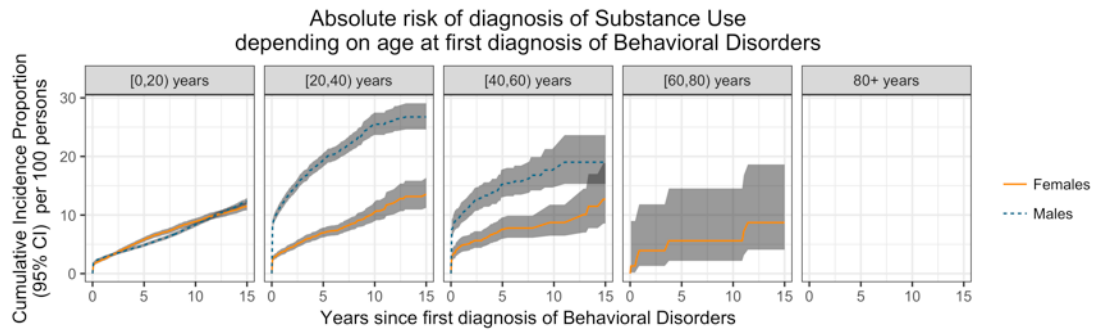 Absolute risk of diagnosis of Substance Use
depending on age at first diagnosis of Behavioral Disorders
Cumulative Incidence Proportion
(95% CI) per 100 persons
[0,20) years
[20,40) years
[40,60) years
[60,80) years
80+ years
30
20
10
0
0 5 10 15
0 5 10 15
0 5 10 15
0 5 10 15
0 5 10 15
Years since first diagnosis of Behavioral Disorders
Females
Males